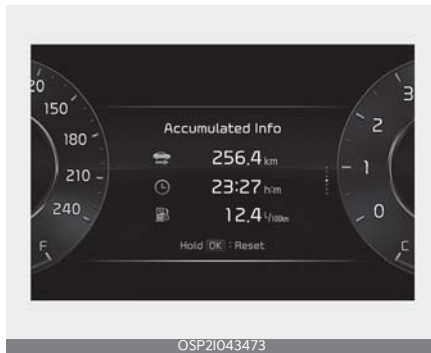 20
150
180
210
240
F
Accumulated Info
256.4 km
23:27 h:m
12.4 ℓ/100km
Hold OK : Reset
3
2
1
0
C
OSP2I043473